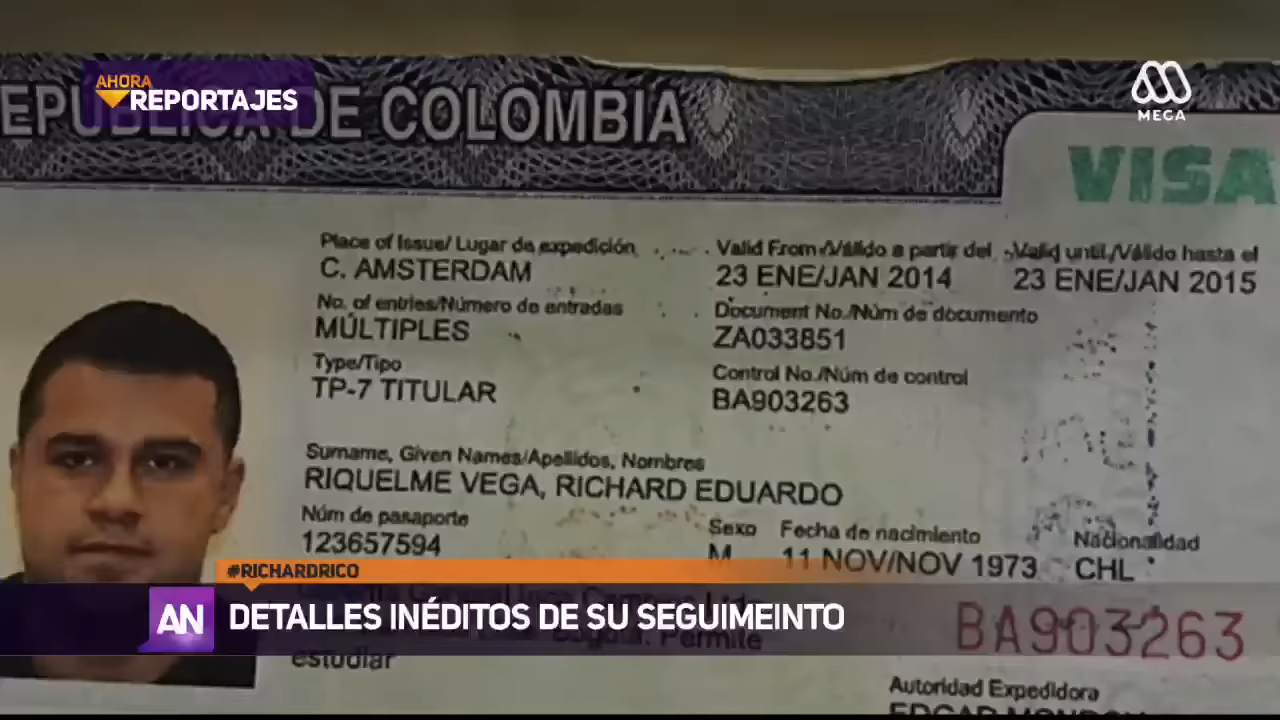 AHORA
REPORTAJES
MEGA
EPÚBLICA DE COLOMBIA
VISA
Place of Issue/ Lugar de expedición
C. AMSTERDAM
Valid From /Válido a partir del
23 ENE/JAN 2014
Valid until /Válido hasta el
23 ENE/JAN 2015
No. of entries/Número de entradas
MÚLTIPLES
Document No./Núm de documento
ZA033851
Type/Tipo
TP-7 TITULAR
Control No./Núm de control
BA903263
Surname, Given Names/Apellidos, Nombres
RIQUELME VEGA, RICHARD EDUARDO
Núm de pasaporte
123657594
Sexo
M
Fecha de nacimiento
11 NOV/NOV 1973
Nacionalidad
CHL
#RICHARDRICO
AN
DETALLES INÉDITOS DE SU SEGUIMEINTO
Permite
estudiar
BA903263
Autoridad Expedidora
EDGAR